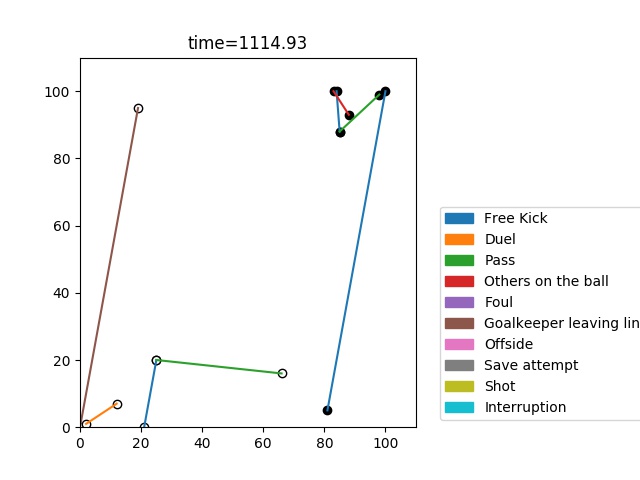 time=1114.93
100
80
60
40
20
0
0 20 40 60 80 100
Free Kick
Duel
Pass
Others on the ball
Foul
Goalkeeper leaving lin
Offside
Save attempt
Shot
Interruption